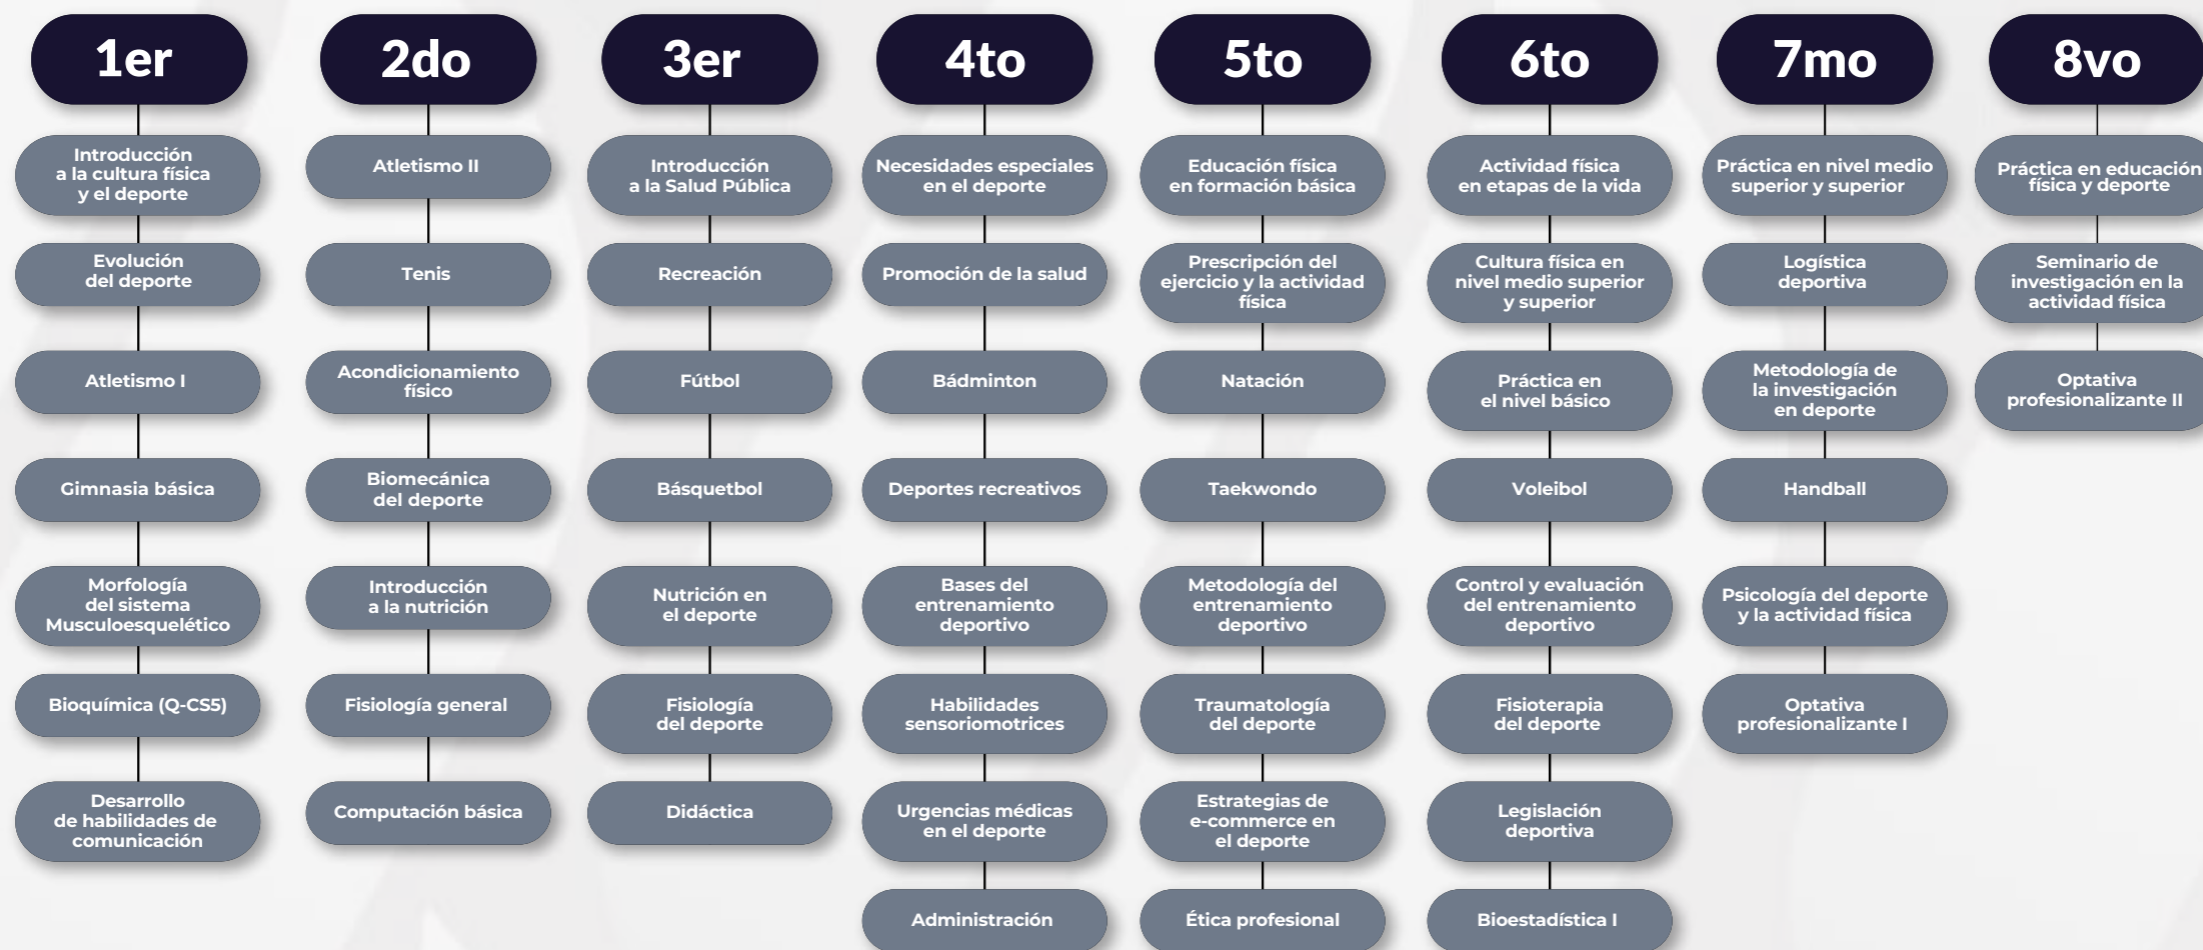 1er
Introducción
a la cultura física
y el deporte
Evolución
del deporte
Atletismo I
Gimnasia básica
Morfología
del sistema
Musculoesquelético
Bioquímica (Q-CS5)
Desarrollo
de habilidades de
comunicación
2do
Atletismo II
Tenis
Acondicionamiento
físico
Biomecánica
del deporte
Introducción
a la nutrición
Fisiología general
Computación básica
3er
Introducción
a la Salud Pública
Recreación
Fútbol
Básquetbol
Nutrición en
el deporte
Fisiología
del deporte
Didáctica
4to
Necesidades especiales
en el deporte
Promoción de la salud
Bádminton
Deportes recreativos
Bases del
entrenamiento
deportivo
Habilidades
sensoriomotrices
Urgencias médicas
en el deporte
Administración
5to
Educación física
en formación básica
Prescripción del
ejercicio y la actividad
física
Natación
Taekwondo
Metodología del
entrenamiento
deportivo
Traumatología
del deporte
Estrategias de
e-commerce en
el deporte
Ética profesional
6to
Actividad física
en etapas de la vida
Cultura física en
nivel medio superior
y superior
Práctica en
el nivel básico
Voleibol
Control y evaluación
del entrenamiento
deportivo
Fisioterapia
del deporte
Legislación
deportiva
Bioestadística I
7mo
Práctica en nivel medio
superior y superior
Logística
deportiva
Metodología de
la investigación
en deporte
Handball
Psicología del deporte
y la actividad física
Optativa
profesionalizante I
8vo
Práctica en educación
física y deporte
Seminario de
investigación en la
actividad física
Optativa
profesionalizante II